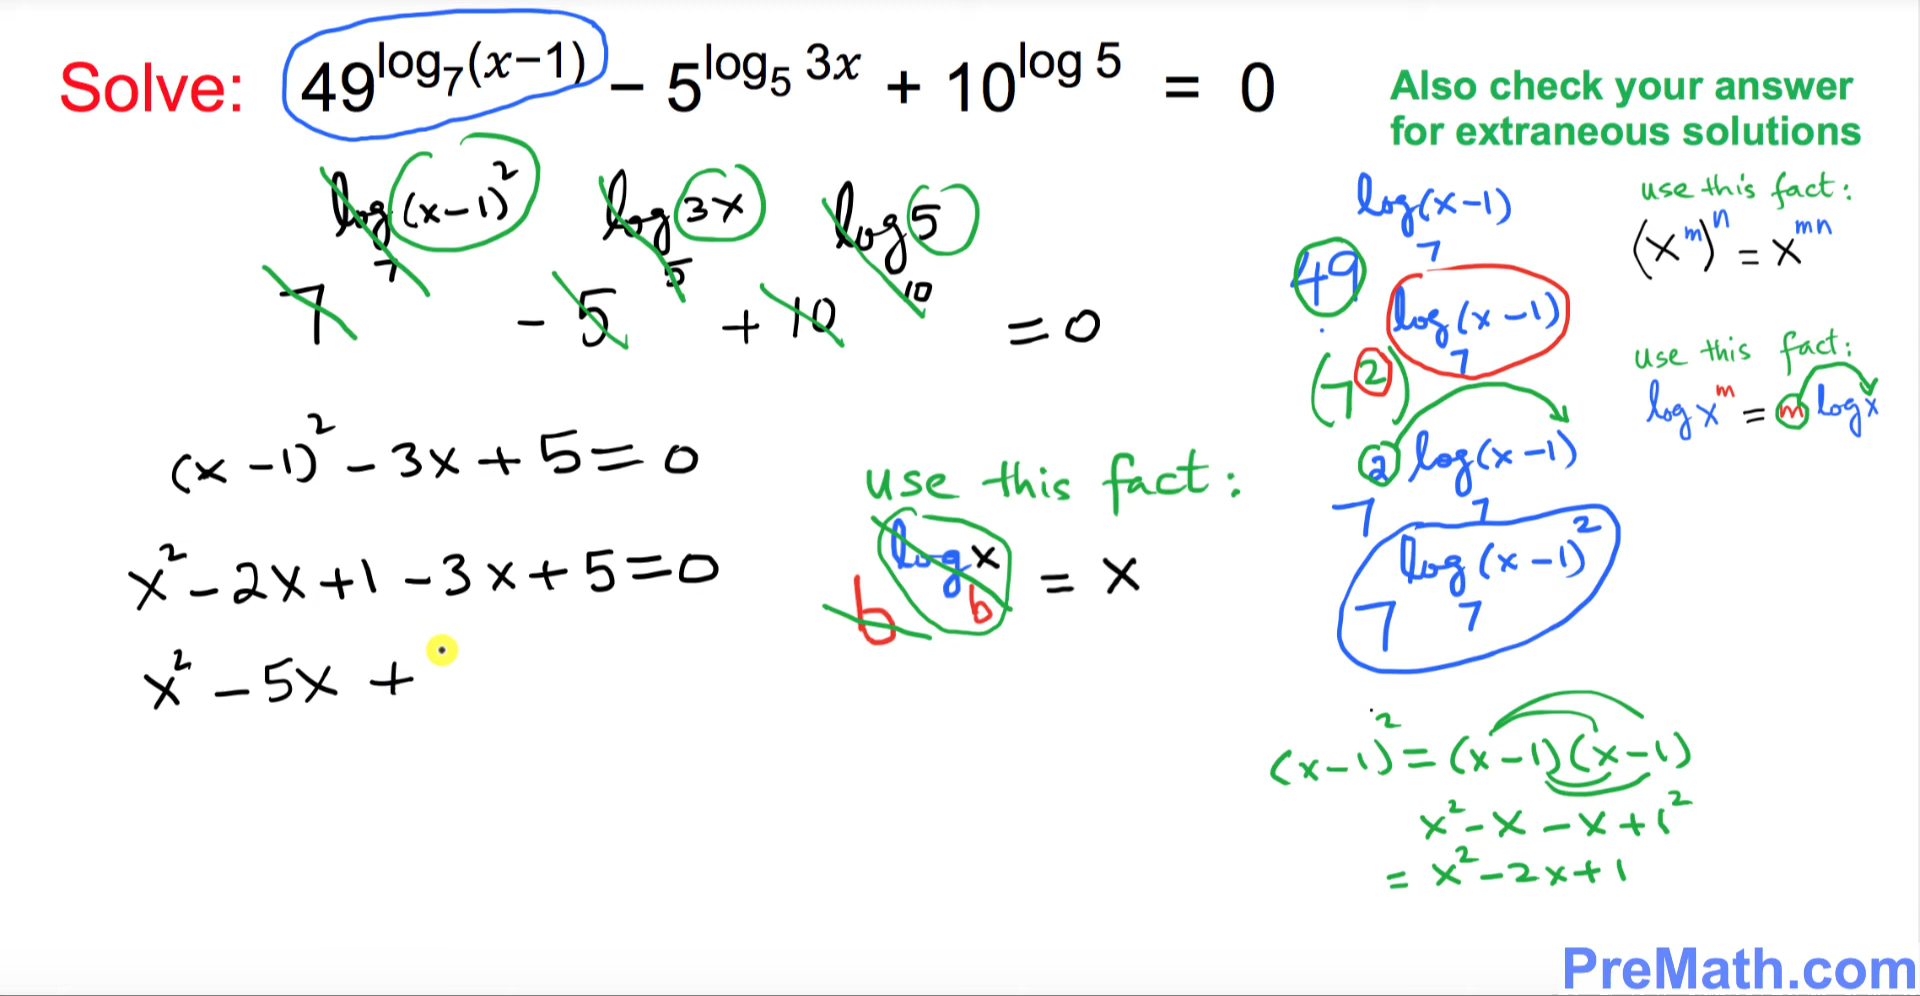 Solve: 49^log₇(x−1) − 5^log₅ 3x + 10^log 5 = 0
Also check your answer
for extraneous solutions
7^log₇(x−1)² − 5^log₅ 3x + 10^log₁₀ 5 = 0
(x−1)² − 3x + 5 = 0
x² − 2x + 1 − 3x + 5 = 0
x² − 5x +
use this fact:
b^log_b x = x
49^log₇(x−1)
(7²)^log₇(x−1)
7^2 log₇(x−1)
7^log₇(x−1)²
use this fact:
(x^m)^n = x^mn
use this fact:
log x^m = m log x
(x−1)² = (x−1)(x−1)
x² − x − x + 1²
= x² − 2x + 1
PreMath.com